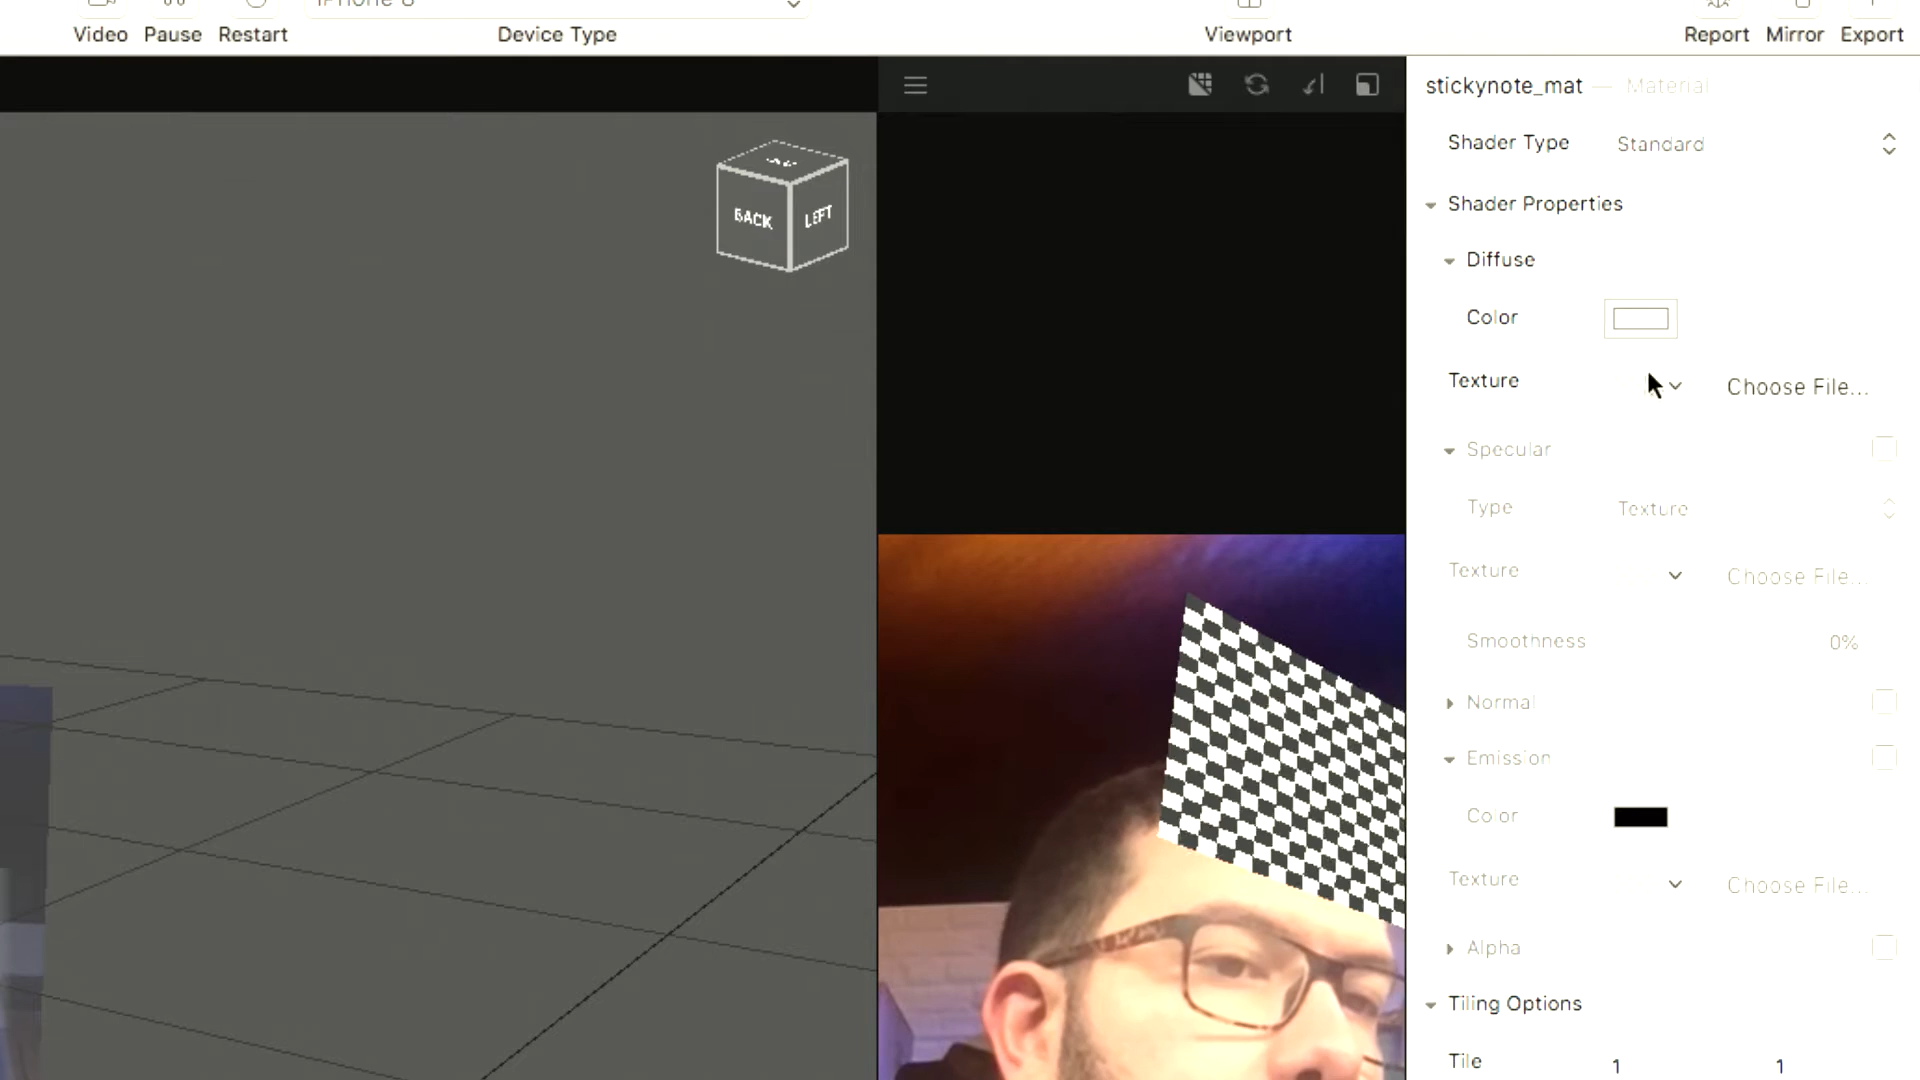 iPhone 8
Video Pause Restart Device Type Viewport Report Mirror Export
stickynote_mat — Material
Shader Type Standard
Shader Properties
Diffuse
Color
Texture Choose File...
Specular
Type Texture
Texture Choose File...
Smoothness 0%
Normal
Emission
Color
Texture Choose File...
Alpha
Tiling Options
Tile 1 1
BACK LEFT